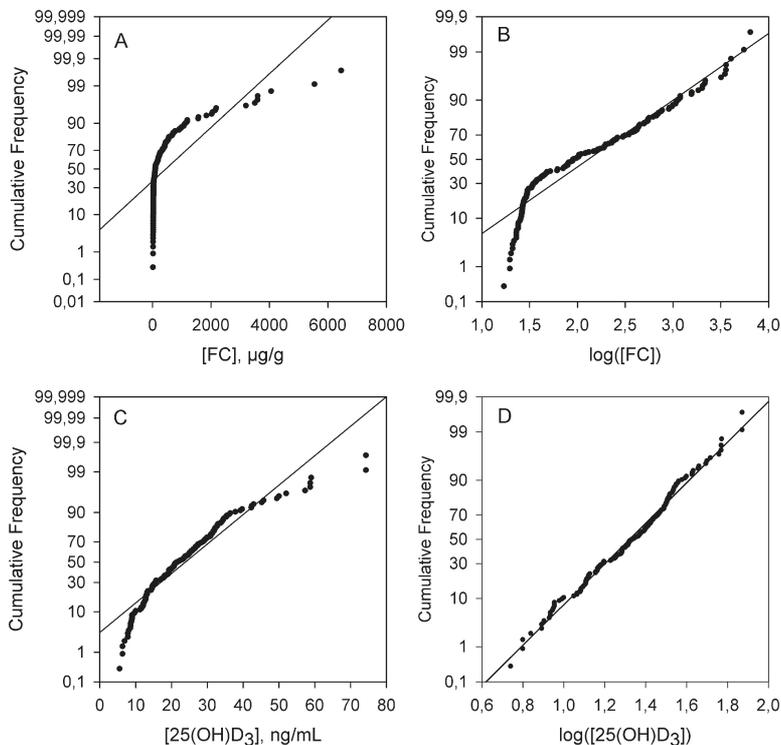 A
Cumulative Frequency
99,999
99,99
99,9
99
90
70
50
30
10
1
0,1
0,01
0 2000 4000 6000 8000
[FC], µg/g
B
Cumulative Frequency
99,9
99
90
70
50
30
10
1
0,1
1,0 1,5 2,0 2,5 3,0 3,5 4,0
log([FC])
C
Cumulative Frequency
99,999
99,99
99,9
99
90
70
50
30
10
1
0,1
0 10 20 30 40 50 60 70 80
[25(OH)D₃], ng/mL
D
Cumulative Frequency
99,9
99
90
70
50
30
10
1
0,1
0,6 0,8 1,0 1,2 1,4 1,6 1,8 2,0
log([25(OH)D₃])